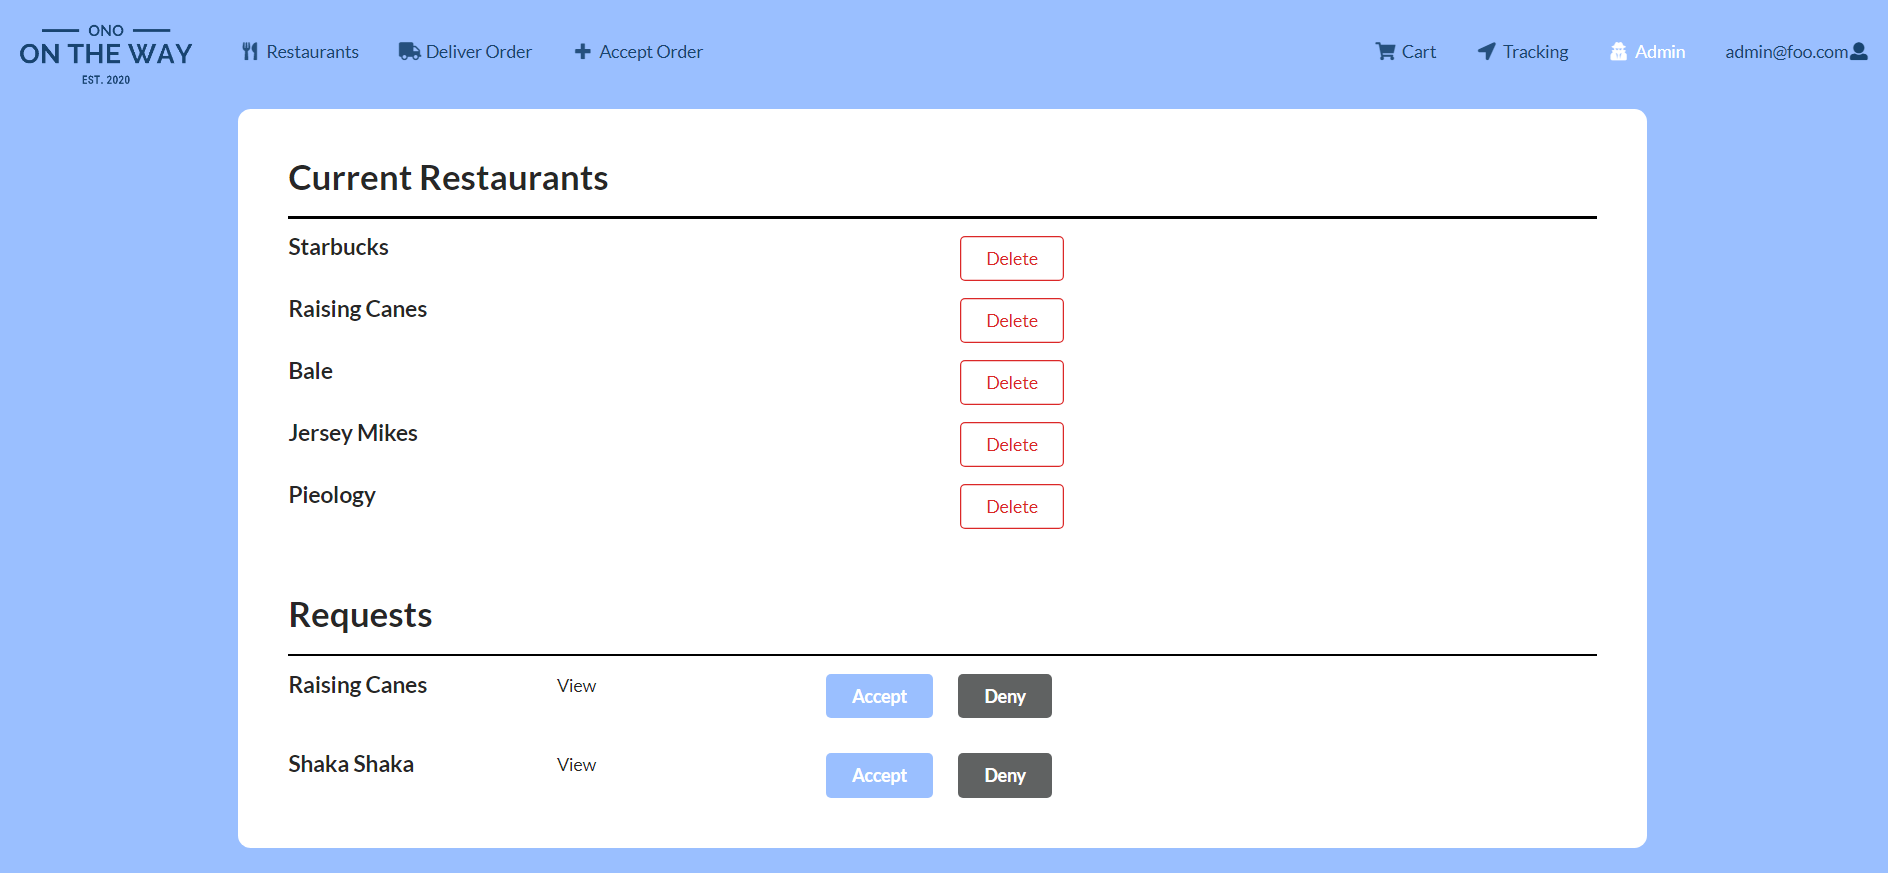 ONO
ON THE WAY
EST. 2020
Restaurants
Deliver Order
Accept Order
Cart
Tracking
Admin
admin@foo.com
Current Restaurants
Starbucks Delete
Raising Canes Delete
Bale Delete
Jersey Mikes Delete
Pieology Delete
Requests
Raising Canes View Accept Deny
Shaka Shaka View Accept Deny